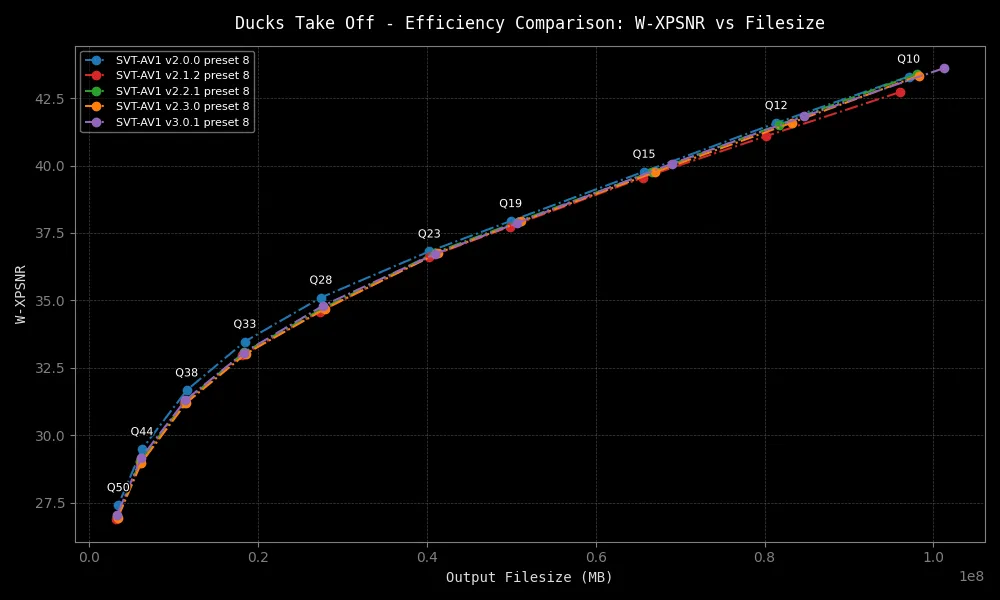 Ducks Take Off - Efficiency Comparison: W-XPSNR vs Filesize
SVT-AV1 v2.0.0 preset 8
SVT-AV1 v2.1.2 preset 8
SVT-AV1 v2.2.1 preset 8
SVT-AV1 v2.3.0 preset 8
SVT-AV1 v3.0.1 preset 8
Q10
Q12
Q15
Q19
Q23
Q28
Q33
Q38
Q44
Q50
W-XPSNR
42.5
40.0
37.5
35.0
32.5
30.0
27.5
0.0 0.2 0.4 0.6 0.8 1.0
1e8
Output Filesize (MB)